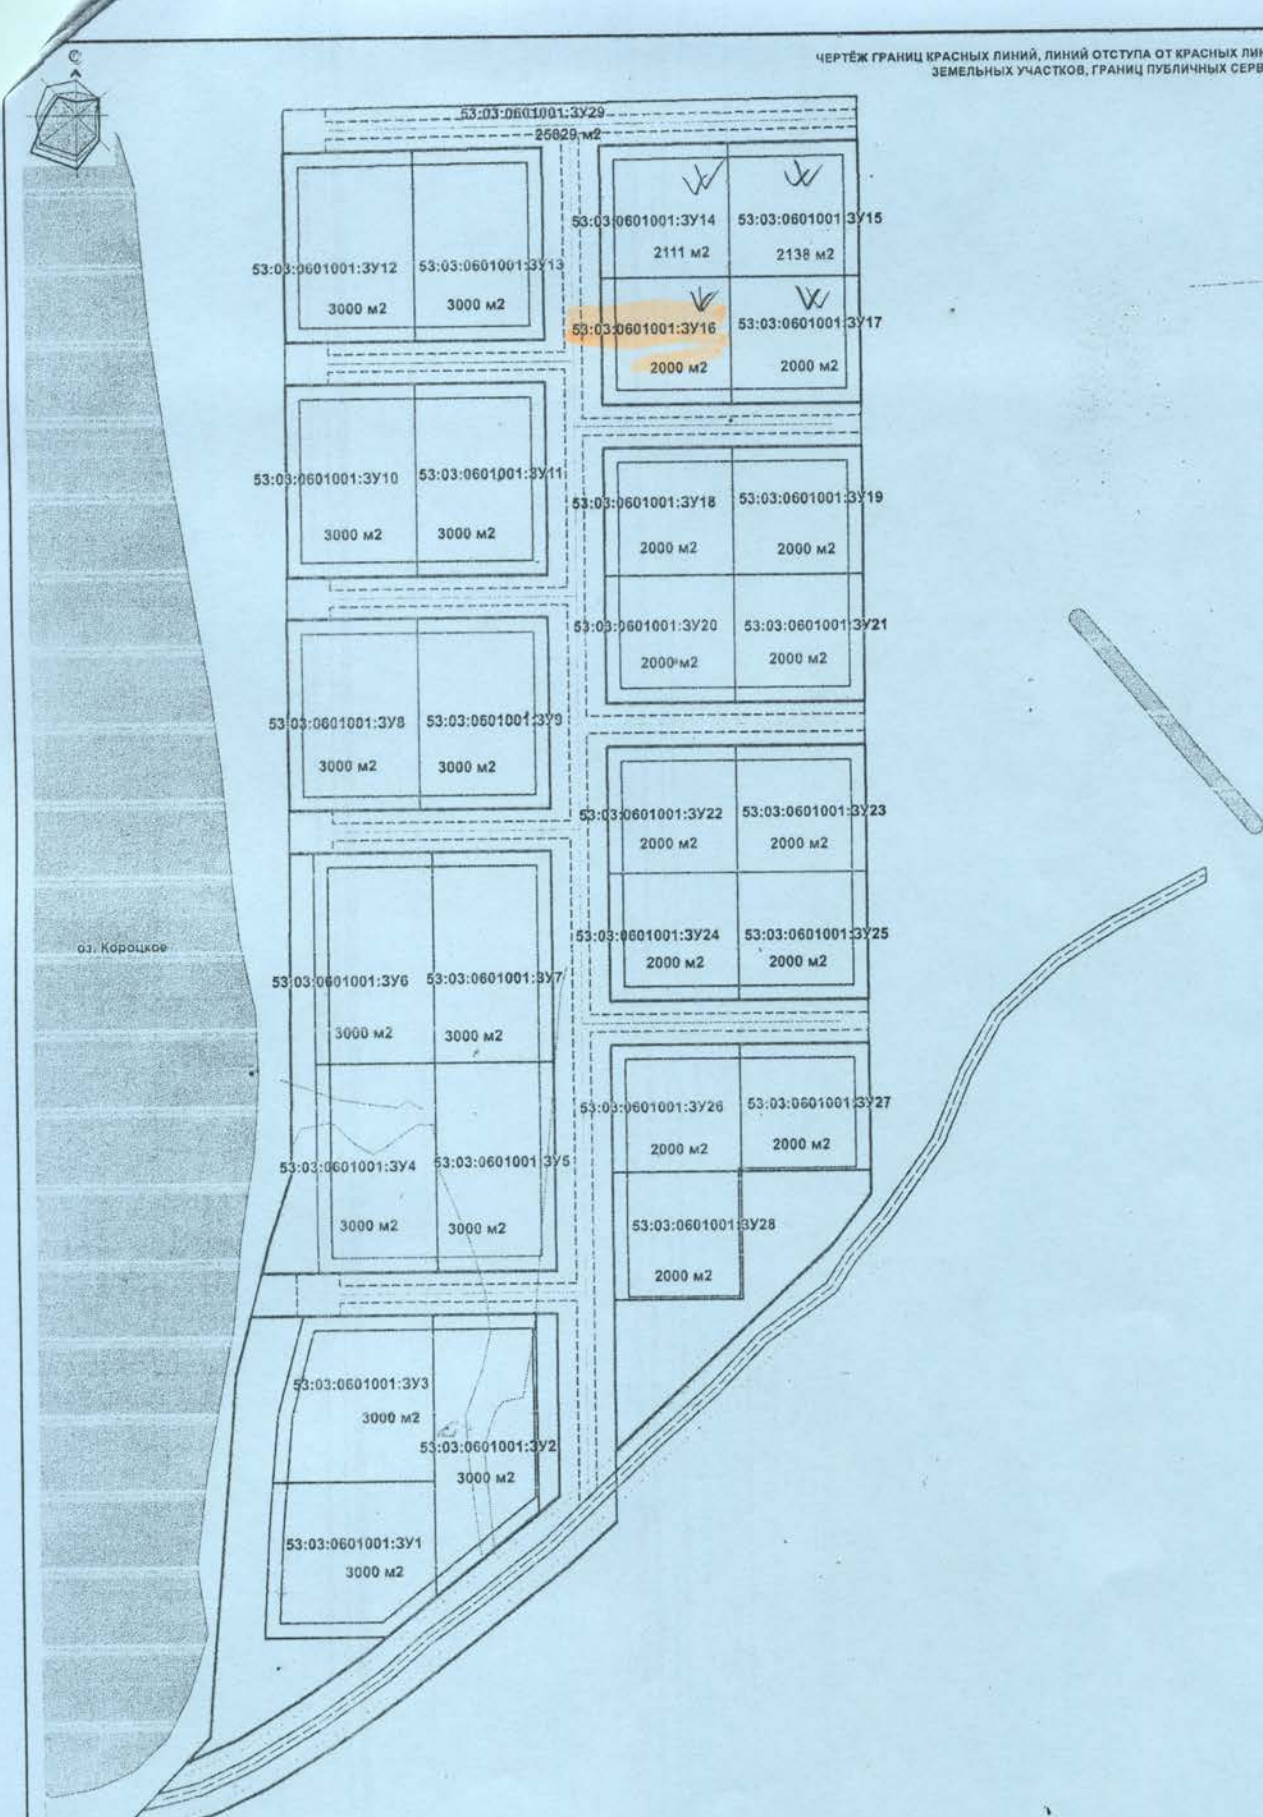 С
ЧЕРТЁЖ ГРАНИЦ КРАСНЫХ ЛИНИЙ, ЛИНИЙ ОТСТУПА ОТ КРАСНЫХ
ЗЕМЕЛЬНЫХ УЧАСТКОВ, ГРАНИЦ ПУБЛИЧНЫХ
53:03:0601001:ЗУ29
25029 м2
53:03:0601001:ЗУ14
2111 м2
53:03:0601001:ЗУ15
2138 м2
53:03:0601001:ЗУ12
3000 м2
53:03:0601001:ЗУ13
3000 м2
53:03:0601001:ЗУ16
2000 м2
53:03:0601001:ЗУ17
2000 м2
53:03:0601001:ЗУ10
3000 м2
53:03:0601001:ЗУ11
3000 м2
53:03:0601001:ЗУ18
2000 м2
53:03:0601001:ЗУ19
2000 м2
53:03:0601001:ЗУ20
2000 м2
53:03:0601001:ЗУ21
2000 м2
53:03:0601001:ЗУ8
3000 м2
53:03:0601001:ЗУ9
3000 м2
53:03:0601001:ЗУ22
2000 м2
53:03:0601001:ЗУ23
2000 м2
53:03:0601001:ЗУ24
2000 м2
53:03:0601001:ЗУ25
2000 м2
оз. Короцкое
53:03:0601001:ЗУ6
3000 м2
53:03:0601001:ЗУ7
3000 м2
53:03:0601001:ЗУ26
2000 м2
53:03:0601001:ЗУ27
2000 м2
53:03:0601001:ЗУ4
3000 м2
53:03:0601001:ЗУ5
3000 м2
53:03:0601001:ЗУ28
2000 м2
53:03:0601001:ЗУ3
3000 м2
53:03:0601001:ЗУ2
3000 м2
53:03:0601001:ЗУ1
3000 м2